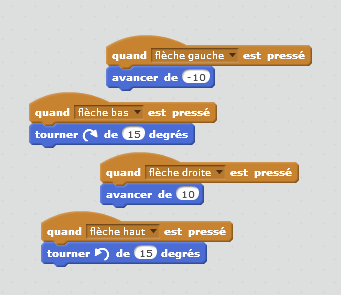 quand flèche gauche est pressé
avancer de -10
quand flèche bas est pressé
tourner de 15 degrés
quand flèche droite est pressé
avancer de 10
quand flèche haut est pressé
tourner de 15 degrés